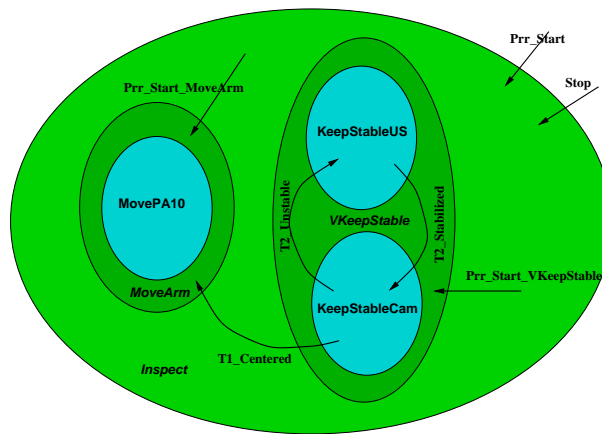 Prr_Start
Stop
Prr_Start_MoveArm
KeepStableUS
MovePA10
T2_Unstable
VKeepStable
T2_Stabilized
MoveArm
Prr_Start_VKeepStable
KeepStableCam
T1_Centered
Inspect